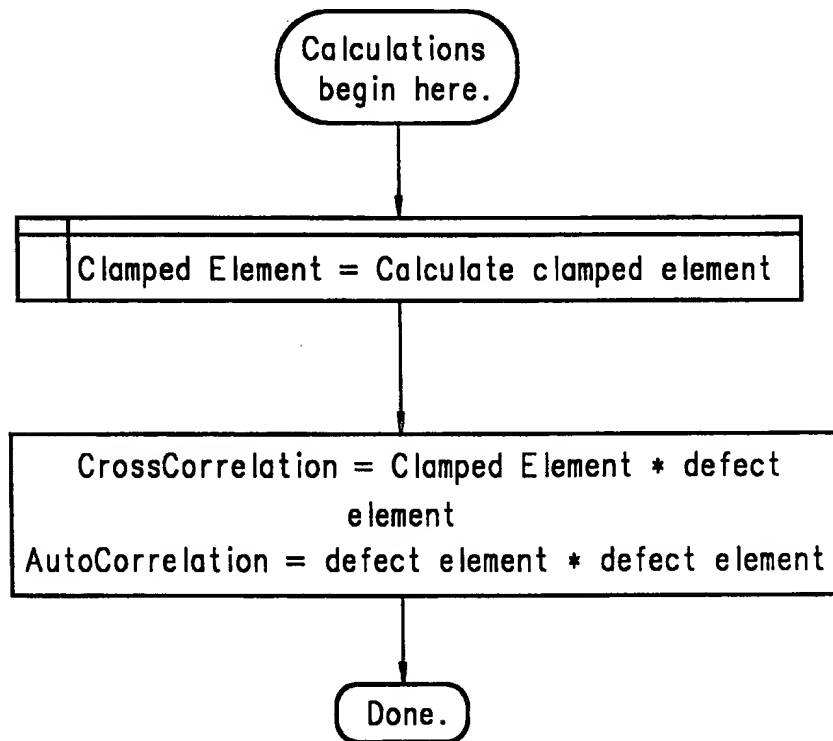 Calculations
begin here.
Clamped Element = Calculate clamped element
CrossCorrelation = Clamped Element * defect
element
AutoCorrelation = defect element * defect element
Done.